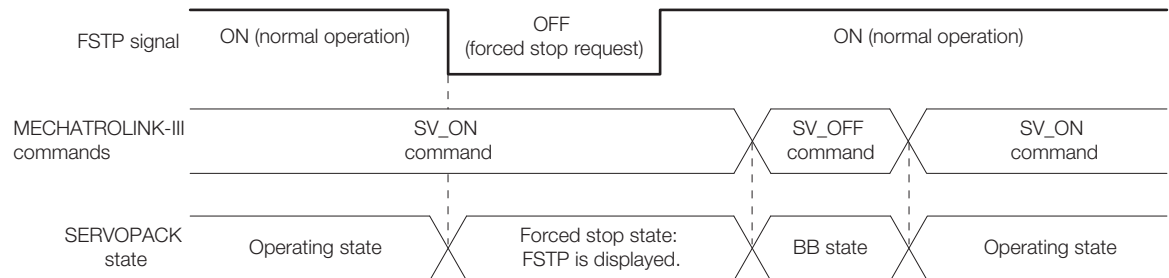 FSTP signal
ON (normal operation)
OFF
(forced stop request)
ON (normal operation)
MECHATROLINK-III
commands
SV_ON
command
SV_OFF
command
SV_ON
command
SERVOPACK
state
Operating state
Forced stop state:
FSTP is displayed.
BB state
Operating state